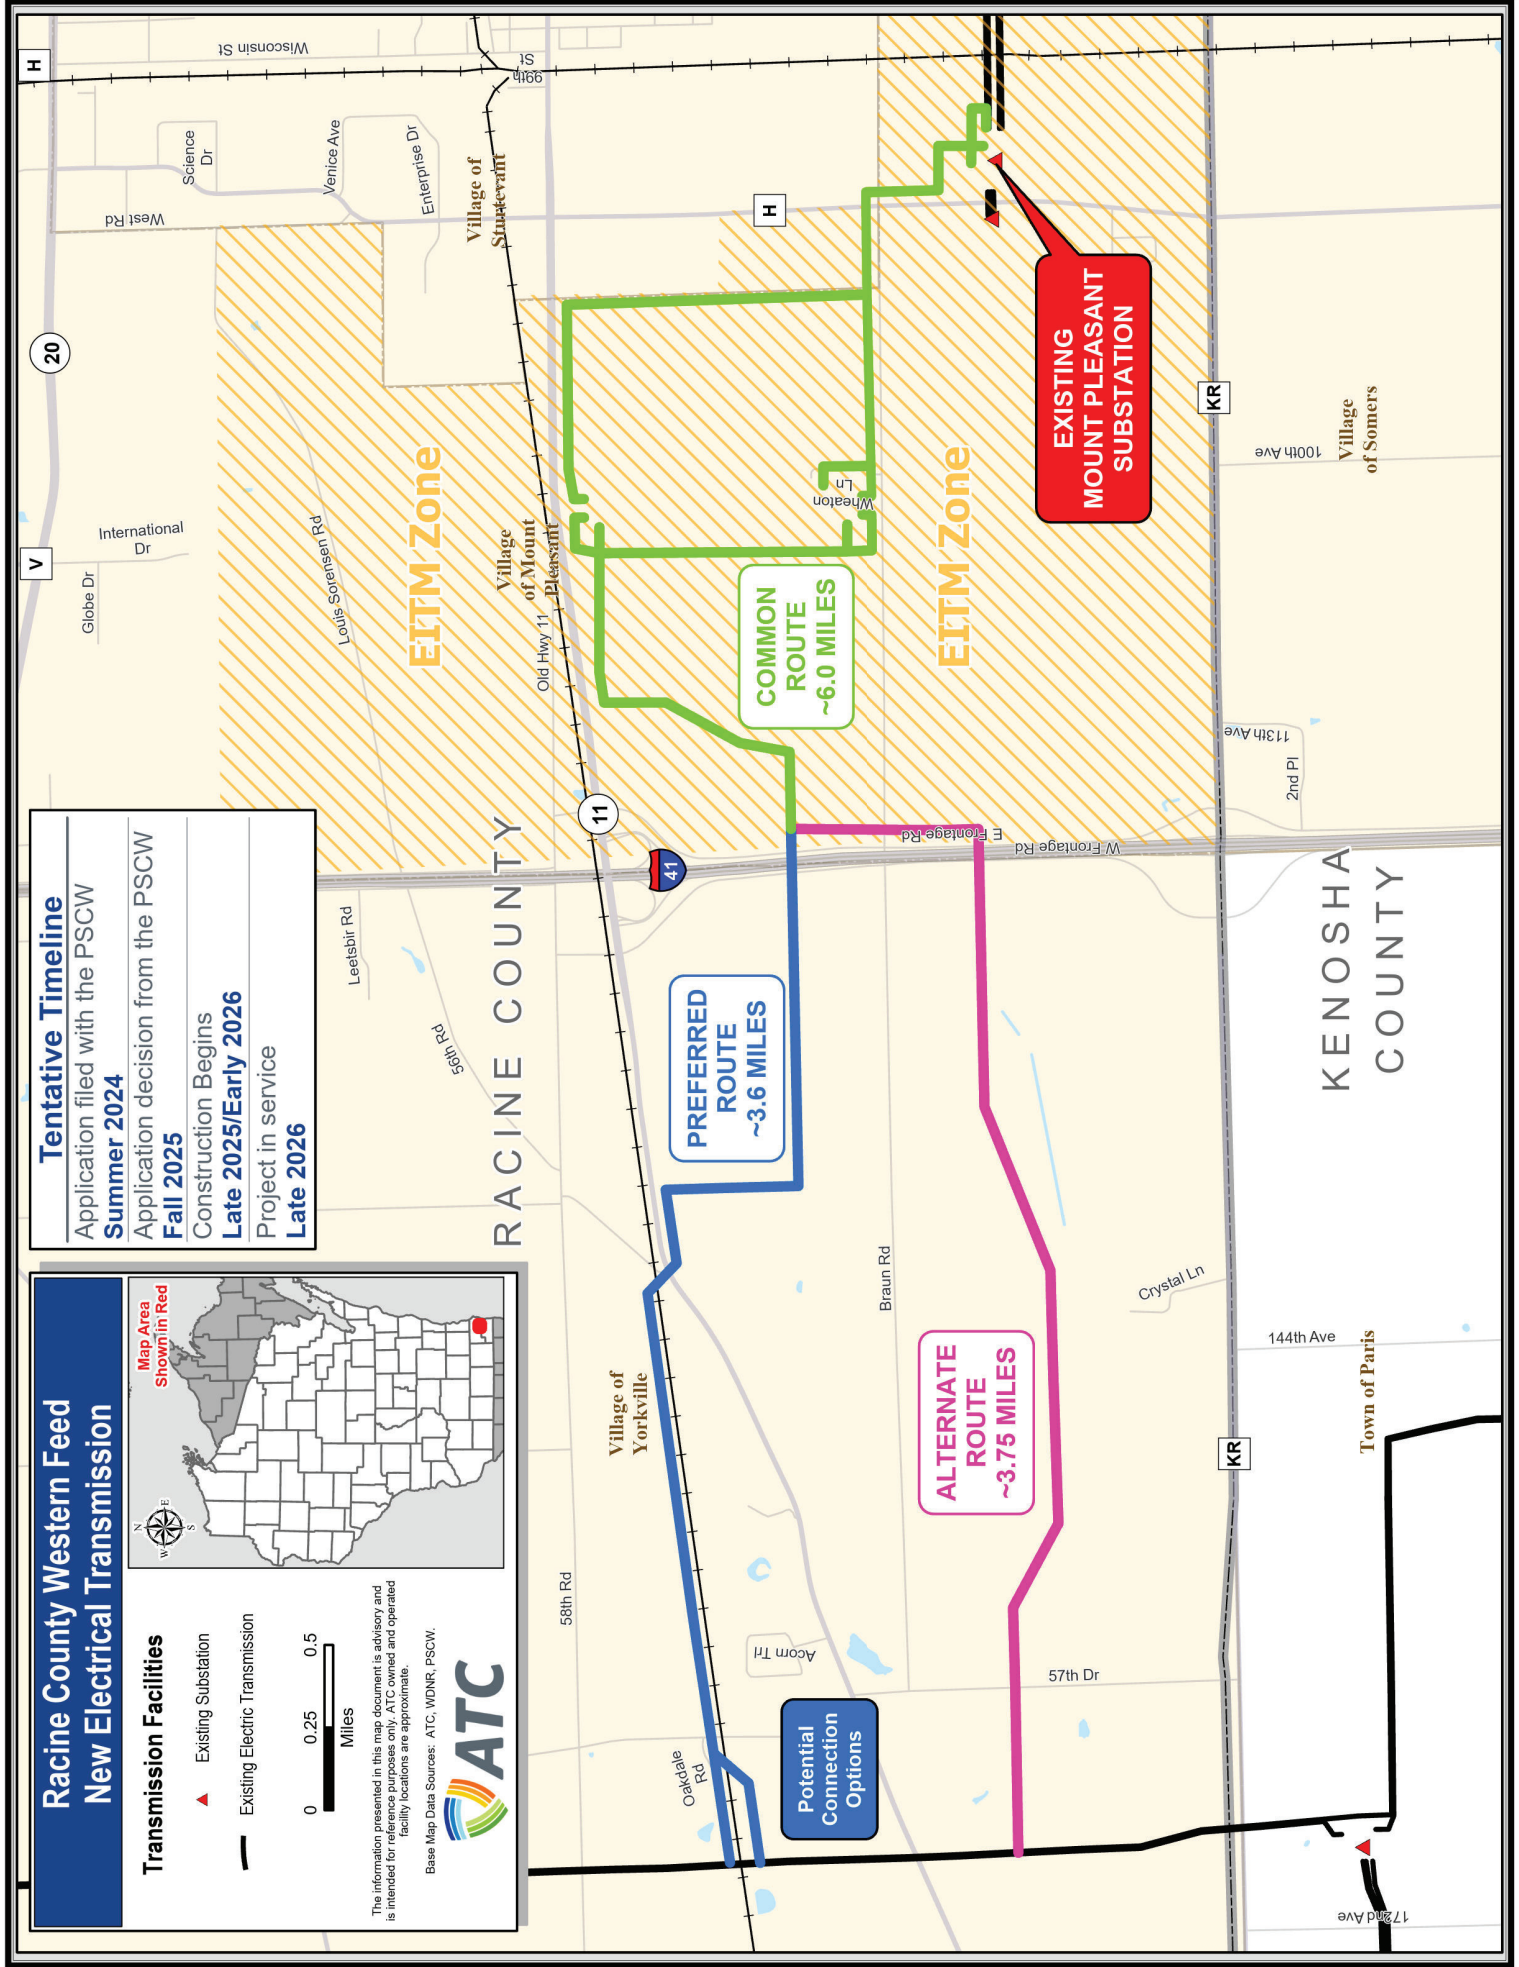 Racine County Western Feed
New Electrical Transmission
Transmission Facilities
Existing Substation
Existing Electric Transmission
0
0.25
0.5
Miles
The information presented in this map document is advisory and
is intended for reference purposes only. ATC owned and operated
facility locations are approximate.
Base Map Data Sources: ATC, WDNR, PSCW.
ATC
N
W
E
S
Map Area
Shown in Red
Tentative Timeline
Application filed with the PSCW
Summer 2024
Application decision from the PSCW
Fall 2025
Construction Begins
Late 2025/Early 2026
Project in service
Late 2026
V
20
H
Globe Dr
International
Dr
West Rd
Science
Dr
Wisconsin St
Venice Ave
Enterprise Dr
Louis Sorensen Rd
Leetsbir Rd
56th Rd
EITM Zone
Village of
Sturtevant
99th
St
RACINE COUNTY
Village
of Mount
Pleasant
Old Hwy 11
58th Rd
11
41
Village of
Yorkville
Oakdale
Rd
PREFERRED
ROUTE
~3.6 MILES
COMMON
ROUTE
~6.0 MILES
H
Acorn Trl
Wheaton
Ln
Potential
Connection
Options
Braun Rd
E Frontage Rd
W Frontage Rd
EITM Zone
ALTERNATE
ROUTE
~3.75 MILES
EXISTING
MOUNT PLEASANT
SUBSTATION
57th Dr
Crystal Ln
KR
KR
144th Ave
113th Ave
2nd Pl
100th Ave
Village
of Somers
KENOSHA
COUNTY
Town of Paris
172nd Ave